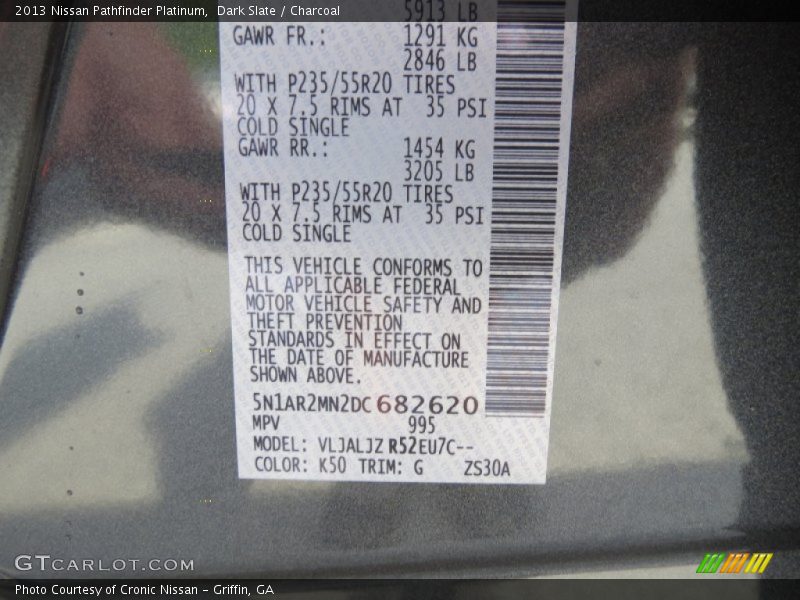 2013 Nissan Pathfinder Platinum, Dark Slate / Charcoal
5913 LB
GAWR FR.: 1291 KG
2846 LB
WITH P235/55R20 TIRES
20 X 7.5 RIMS AT 35 PSI
COLD SINGLE
GAWR RR.: 1454 KG
3205 LB
WITH P235/55R20 TIRES
20 X 7.5 RIMS AT 35 PSI
COLD SINGLE
THIS VEHICLE CONFORMS TO
ALL APPLICABLE FEDERAL
MOTOR VEHICLE SAFETY AND
THEFT PREVENTION
STANDARDS IN EFFECT ON
THE DATE OF MANUFACTURE
SHOWN ABOVE.
5N1AR2MN2DC682620
MPV 995
MODEL: VLJALJZ R52EU7C--
COLOR: K50 TRIM: G ZS30A
GTCARLOT.COM
Photo Courtesy of Cronic Nissan - Griffin, GA